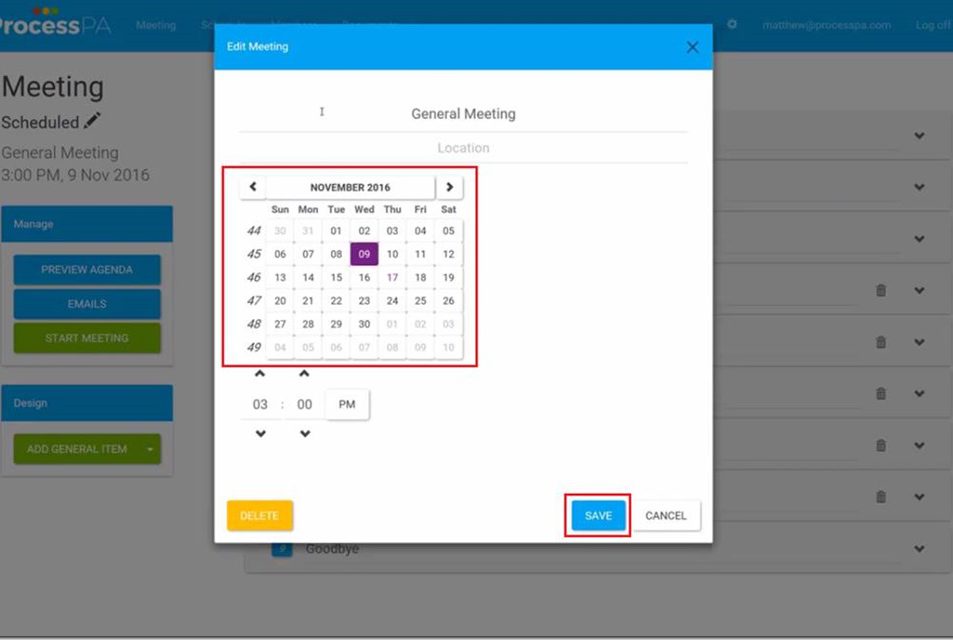 ProcessPA
Meeting
matthew@processpa.com Log off
Meeting
Scheduled
General Meeting
3:00 PM, 9 Nov 2016
Manage
PREVIEW AGENDA
EMAILS
START MEETING
Design
ADD GENERAL ITEM
Edit Meeting
General Meeting
Location
NOVEMBER 2016
Sun Mon Tue Wed Thu Fri Sat
44 30 31 01 02 03 04 05
45 06 07 08 09 10 11 12
46 13 14 15 16 17 18 19
47 20 21 22 23 24 25 26
48 27 28 29 30 01 02 03
49 04 05 06 07 08 09 10
03 : 00 PM
DELETE
SAVE CANCEL
9 Goodbye